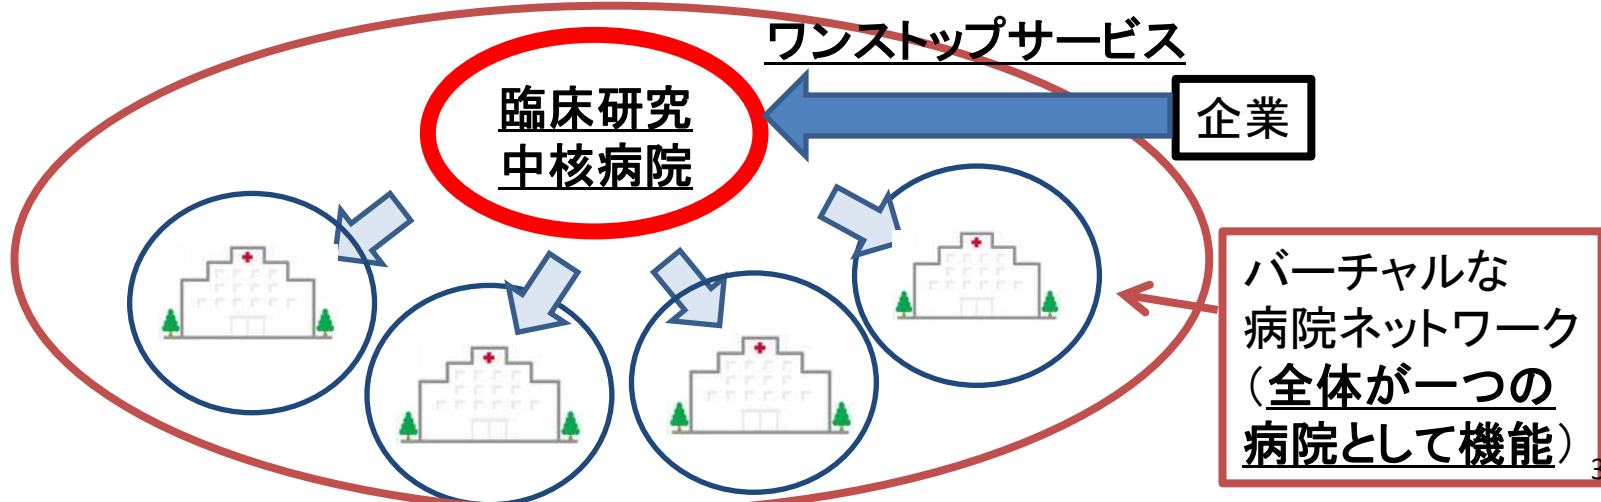 ワンストップサービス
臨床研究
中核病院
企業
バーチャルな
病院ネットワーク
（全体が一つの
病院として機能）
3